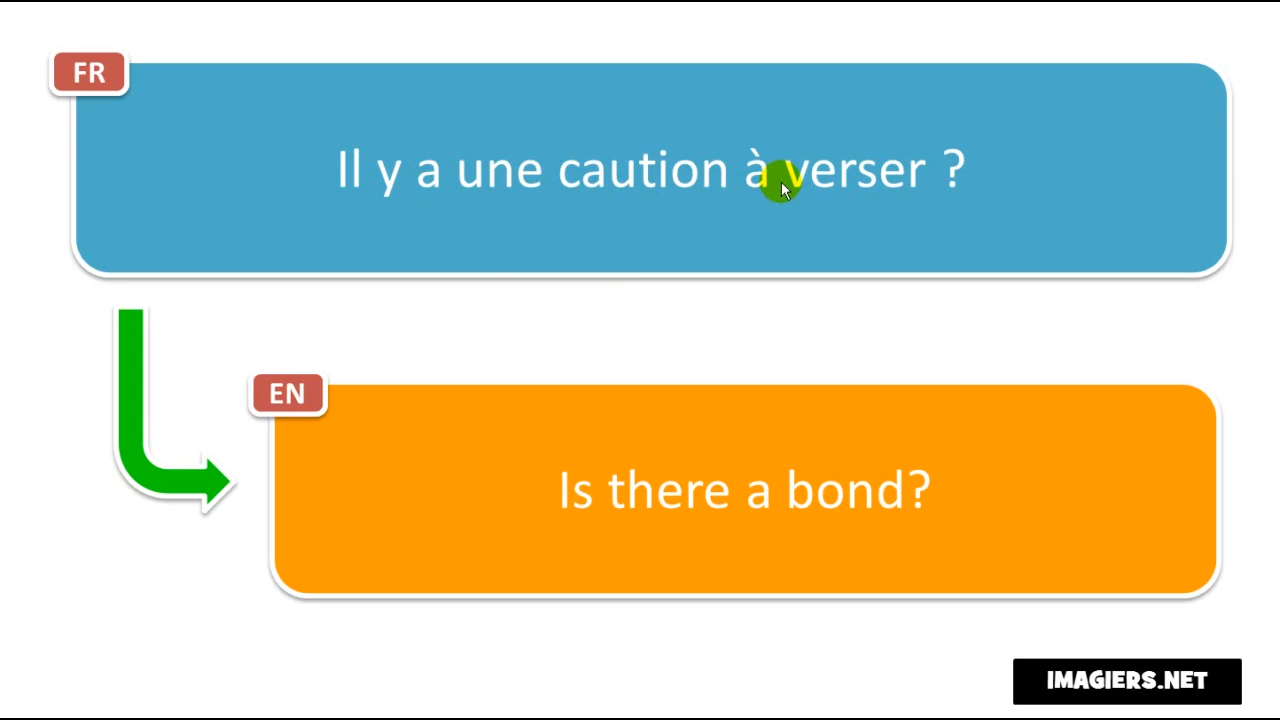 FR
Il y a une caution à verser ?
EN
Is there a bond?
IMAGIERS.NET